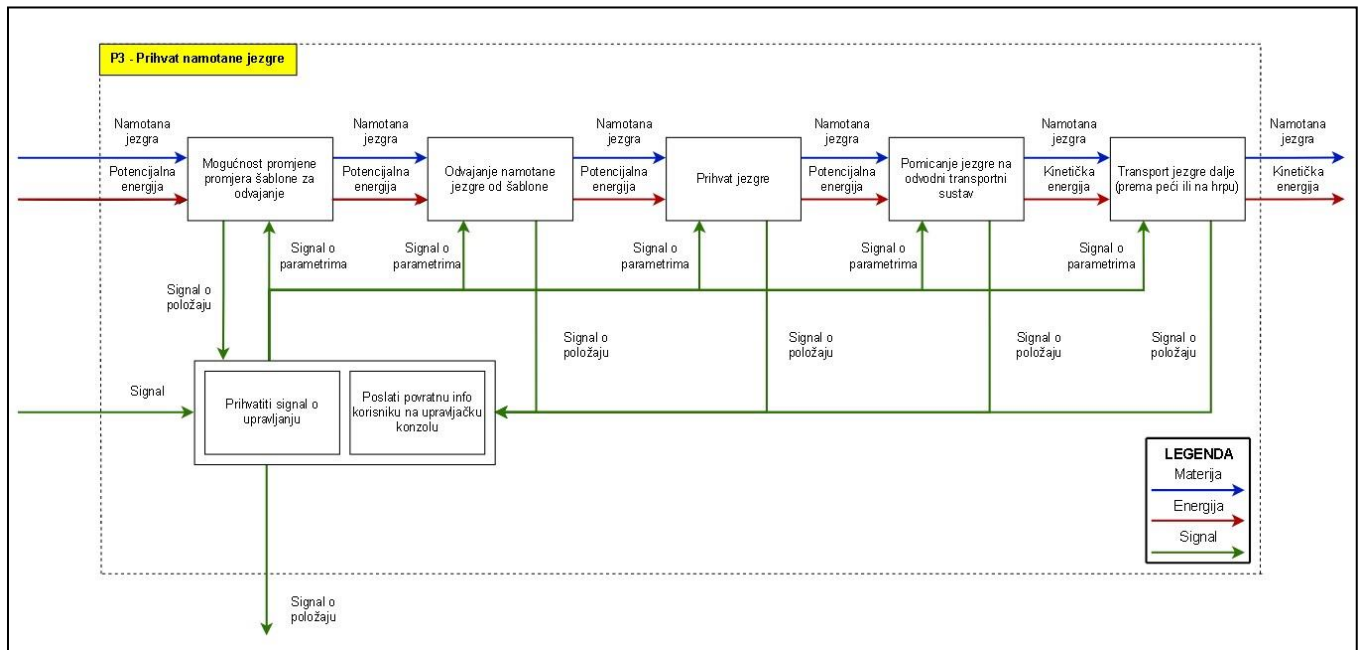 P3 - Prihvat namotane jezgre
Namotana
jezgra
Potencijalna
energija
Mogućnost promjene
promjera šablone za
odvajanje
Namotana
jezgra
Potencijalna
energija
Odvajanje namotane
jezgre od šablone
Namotana
jezgra
Potencijalna
energija
Prihvat jezgre
Namotana
jezgra
Potencijalna
energija
Pomicanje jezgre na
odvodni transportni
sustav
Namotana
jezgra
Kinetička
energija
Transport jezgre dalje
(prema peći ili na hrpu)
Namotana
jezgra
Kinetička
energija
Signal o
parametrima
Signal o
parametrima
Signal o
parametrima
Signal o
parametrima
Signal o
parametrima
Signal o
položaju
Signal o
položaju
Signal o
položaju
Signal o
položaju
Signal o
položaju
Signal
Prihvatiti signal o
upravljanju
Poslati povratnu info
korisniku na upravljačku
konzolu
Signal o
položaju
LEGENDA
Materija
Energija
Signal